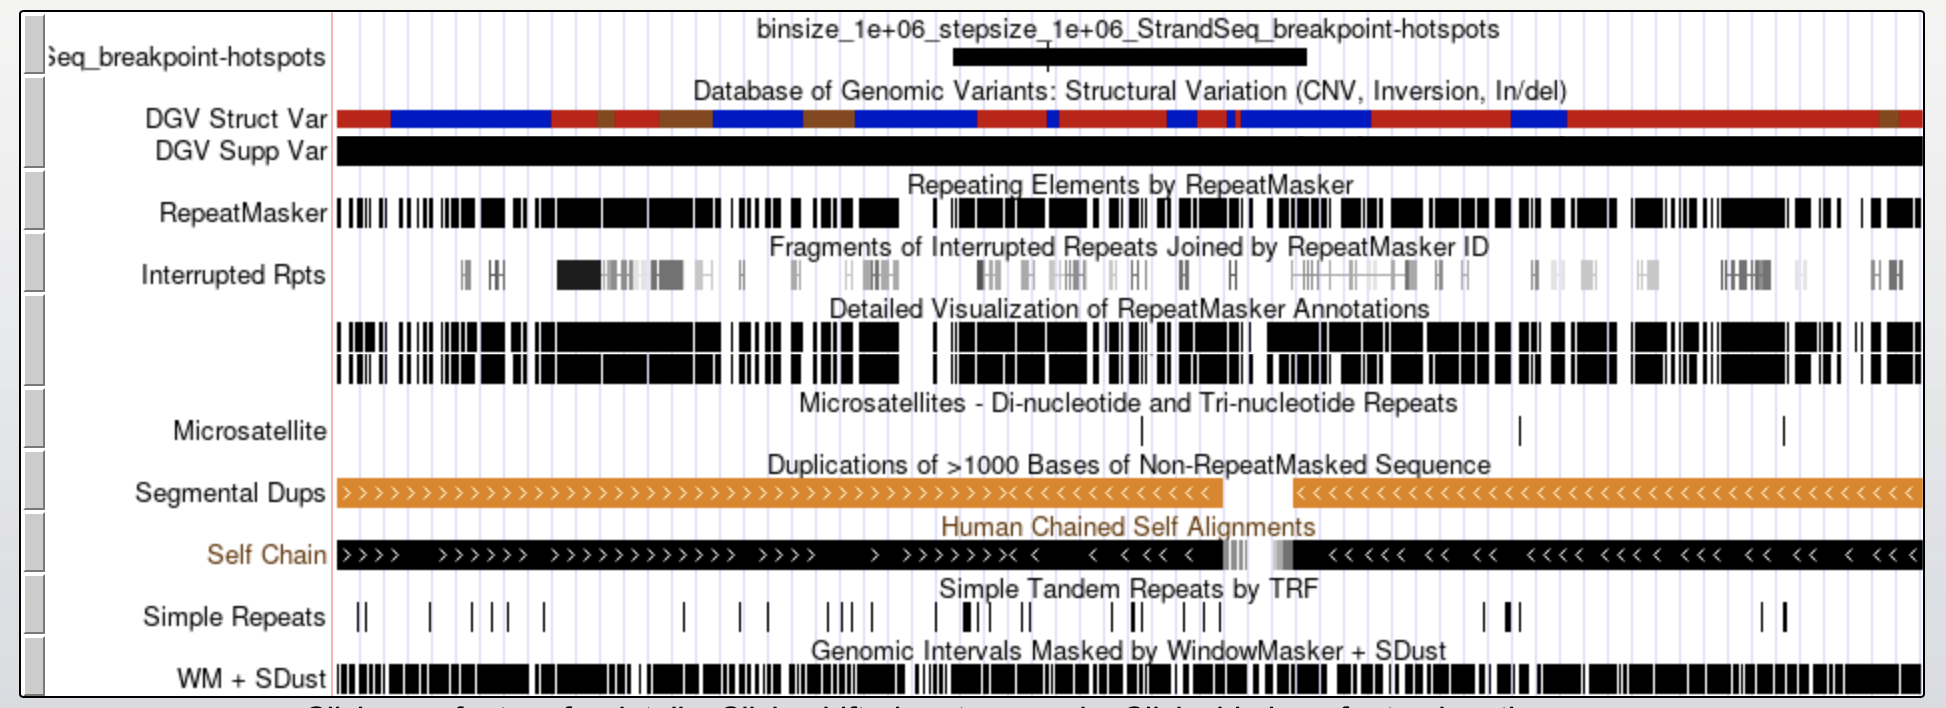 binsize_1e+06_stepsize_1e+06_StrandSeq_breakpoint-hotspots
Seq_breakpoint-hotspots
Database of Genomic Variants: Structural Variation (CNV, Inversion, In/del)
DGV Struct Var
DGV Supp Var
Repeating Elements by RepeatMasker
RepeatMasker
Fragments of Interrupted Repeats Joined by RepeatMasker ID
Interrupted Rpts
Detailed Visualization of RepeatMasker Annotations
Microsatellites - Di-nucleotide and Tri-nucleotide Repeats
Microsatellite
Duplications of >1000 Bases of Non-RepeatMasked Sequence
Segmental Dups
Human Chained Self Alignments
Self Chain
Simple Tandem Repeats by TRF
Simple Repeats
Genomic Intervals Masked by WindowMasker + SDust
WM + SDust